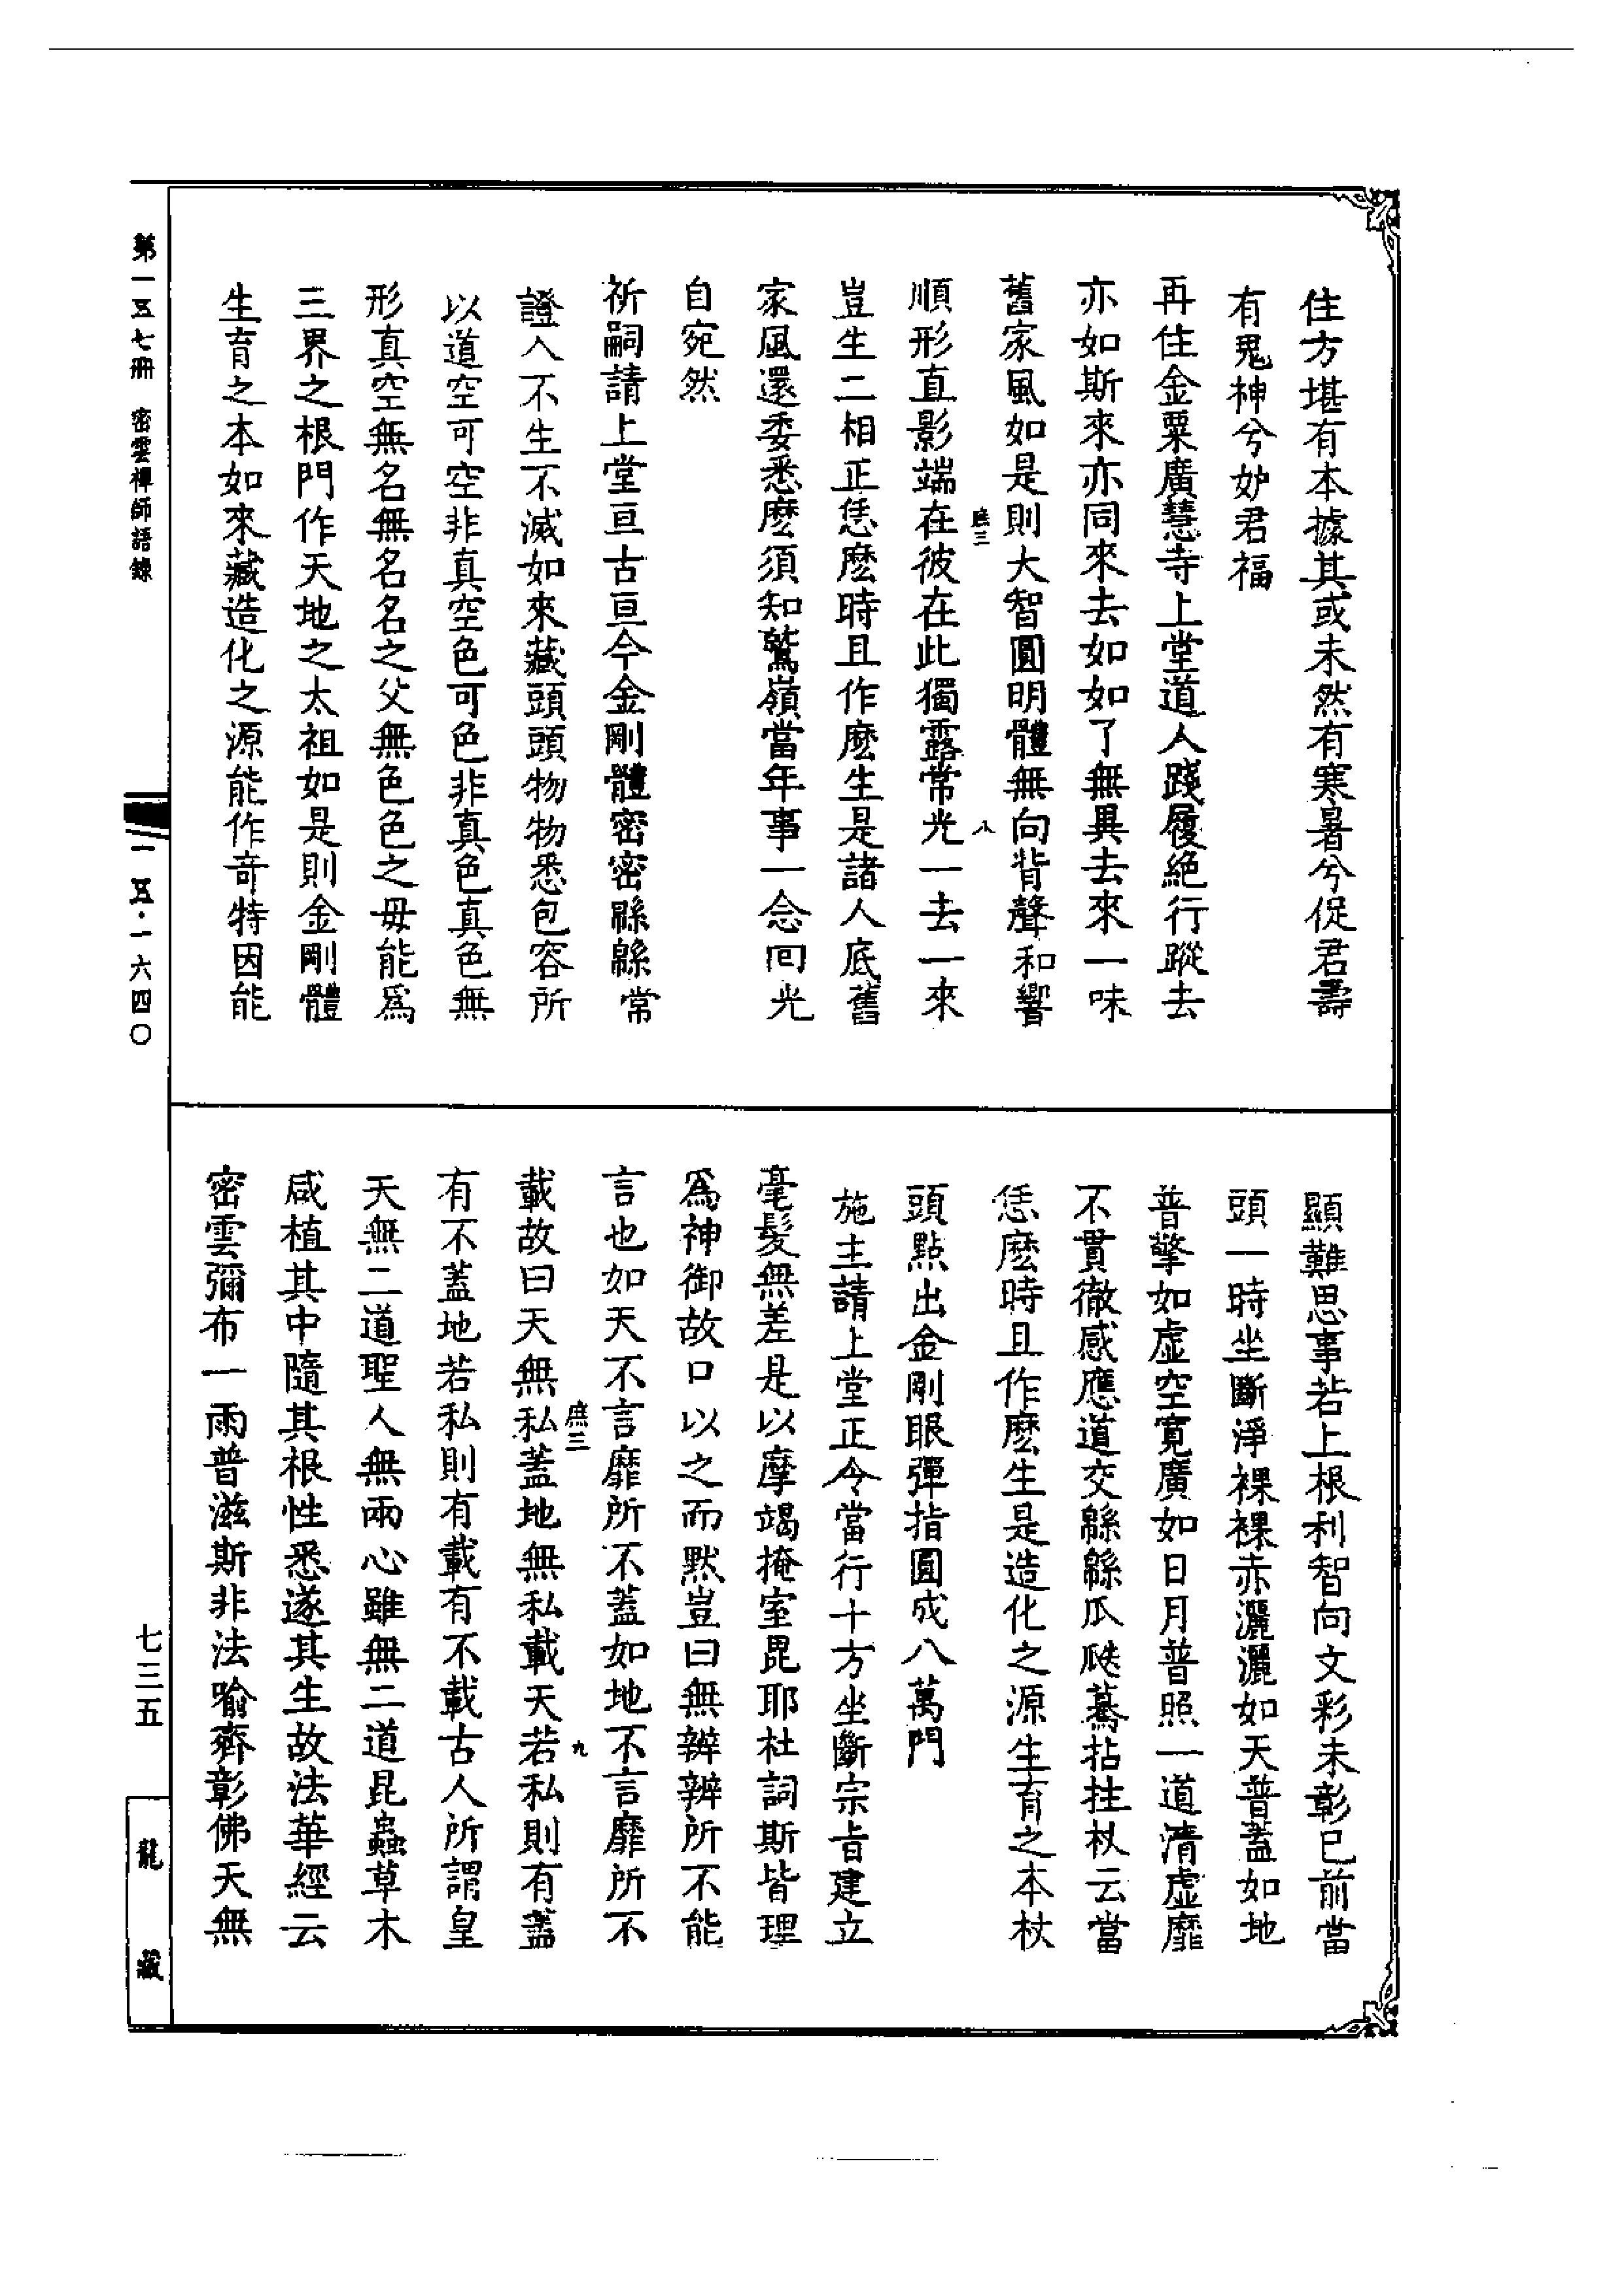 住方堪有本據其或未然有寒暑兮促君壽
有鬼神兮妒君福
再住金粟廣慧寺上堂道人踐履絕行蹤去
亦如斯來亦同來去如如了無異去來一味
舊家風如是則大智圓明體無向背聲和響
庶三 八
順形直影端在彼在此獨露常光一去一來
豈生二相正恁麼時且作麼生是諸人底舊
家風還委悉麼須知鷲嶺當年事一念回光
自宛然
祈嗣請上堂亘古亘今金剛體密密緜緜常
證入不生不滅如來藏頭頭物物悉包容所
以道空可空非真空色可色非真色真色無
形真空無名無名名之父無色色之母能為
三界之根門作天地之太祖如是則金剛體
生育之本如來藏造化之源能作奇特因能
顯難思事若上根利智向文彩未彰已前當
頭一時坐斷淨裸裸赤灑灑如天普蓋如地
普擎如虛空寬廣如日月普照一道清虛靡
不貫徹感應道交緜緜瓜瓞驀拈拄杖云當
恁麼時且作麼生是造化之源生育之本杖
頭點出金剛眼彈指圓成八萬門
施主請上堂正令當行十方坐斷宗旨建立
毫髮無差是以摩竭掩室毘耶杜詞斯皆理
為神御故口以之而默豈曰無辨辨所不能
言也如天不言靡所不蓋如地不言靡所不
庶三 九
載故曰天無私蓋地無私載天若私則有蓋
有不蓋地若私則有載有不載古人所謂皇
天無二道聖人無兩心雖無二道昆蟲草木
咸植其中隨其根性悉遂其生故法華經云
密雲彌布一雨普滋斯非法喻齊彰佛天無
第一五七冊 密雲禪師語錄
一五·一六四〇
七三五
龍藏